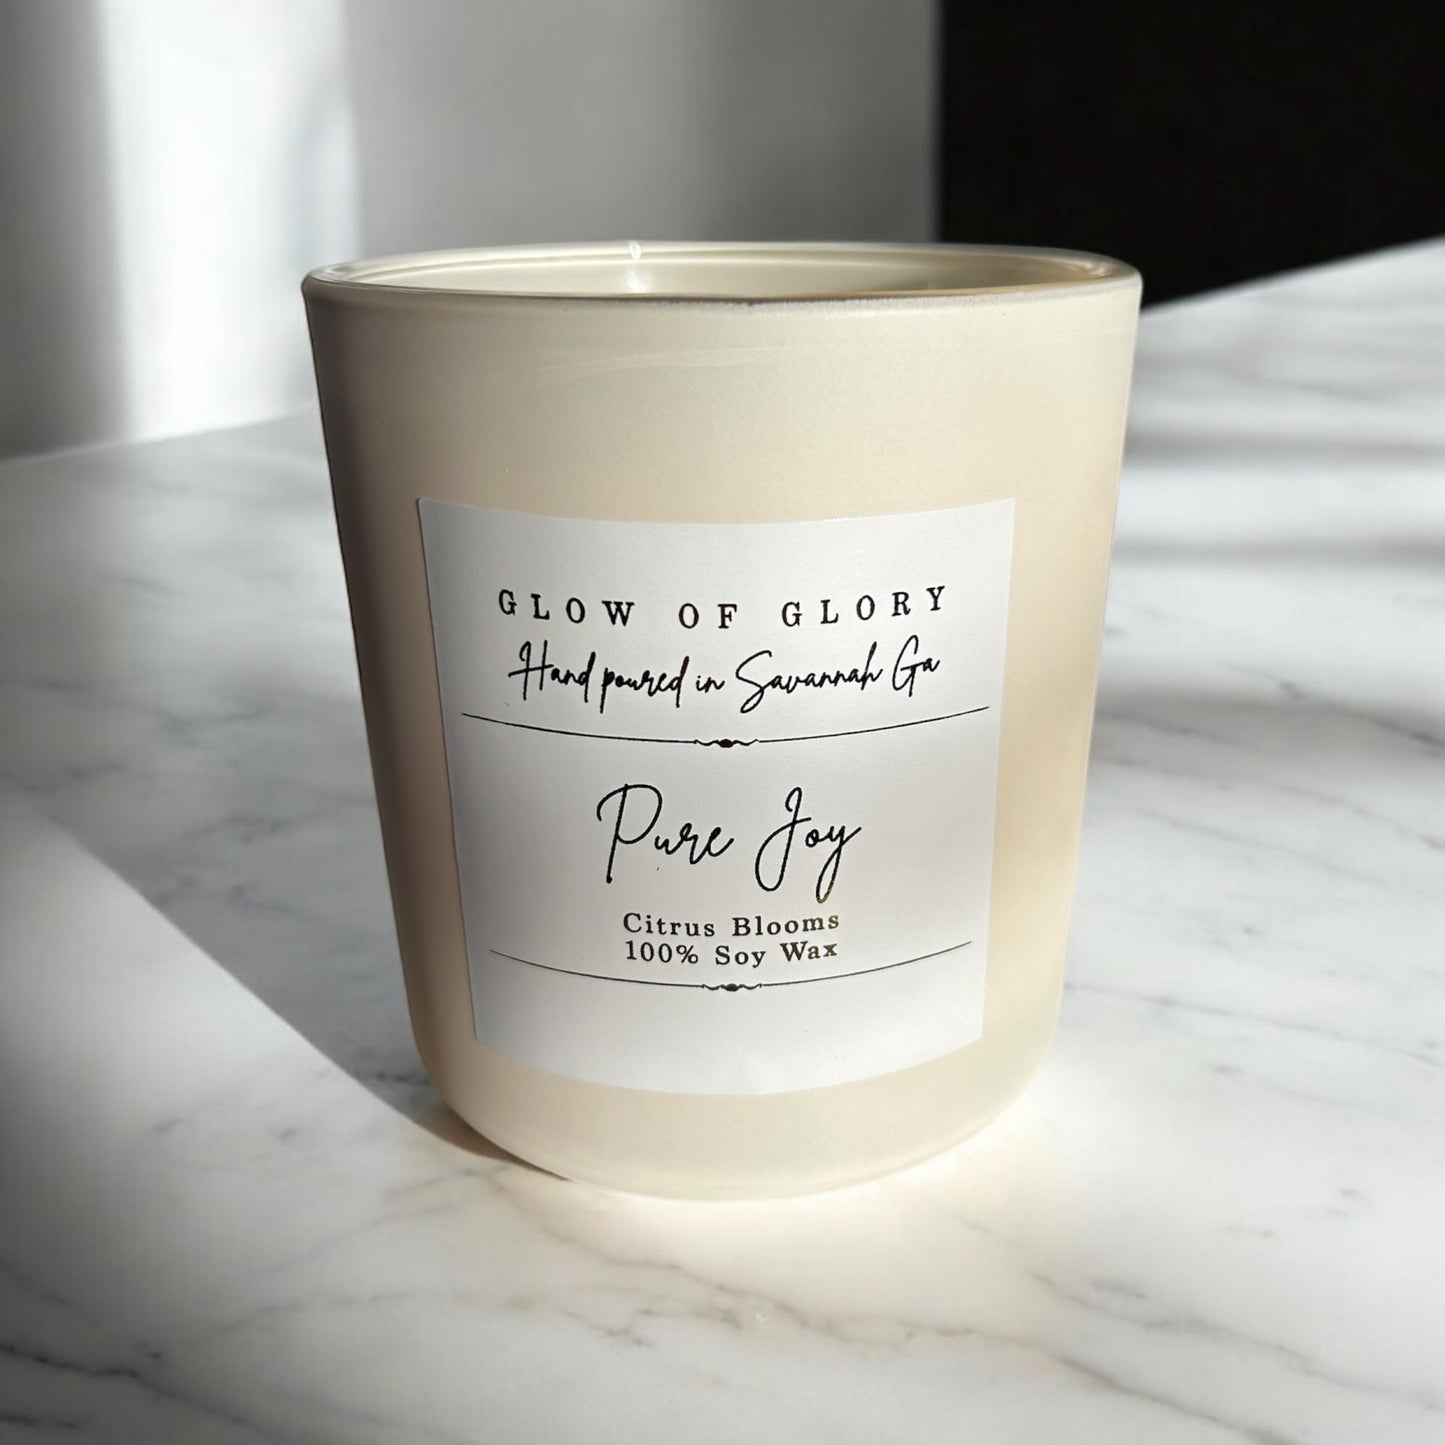 GLOW OF GLORY
Hand poured in Savannah Ga
Pure Joy
Citrus Blooms
100% Soy Wax